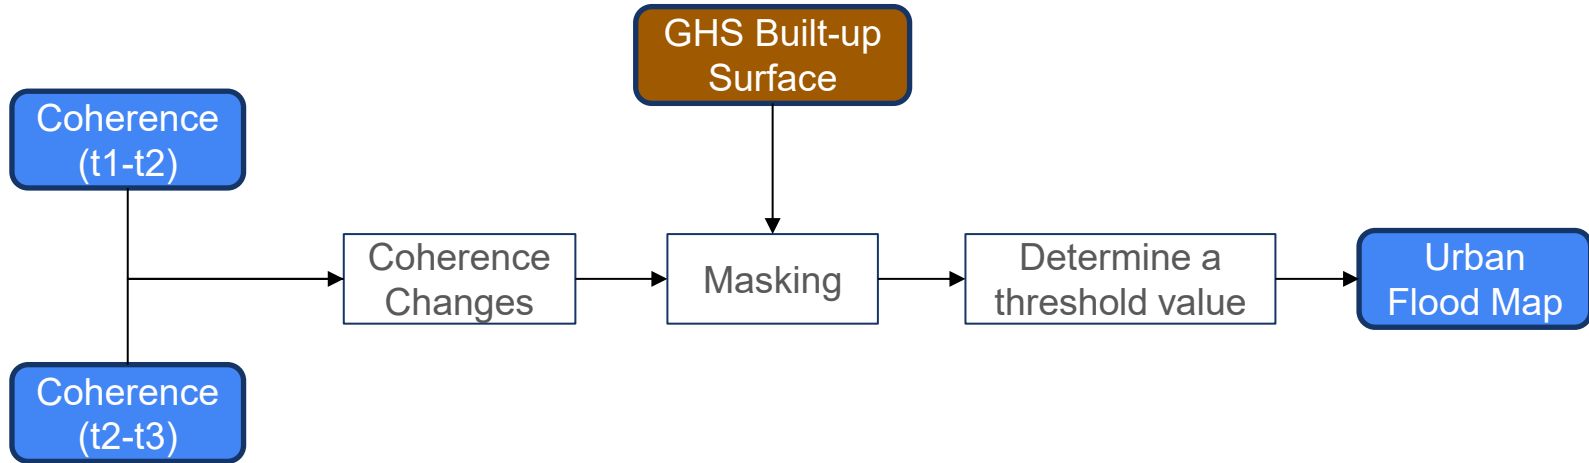 GHS Built-up
Surface
Coherence
(t1-t2)
Coherence
Changes
Masking
Determine a
threshold value
Urban
Flood Map
Coherence
(t2-t3)